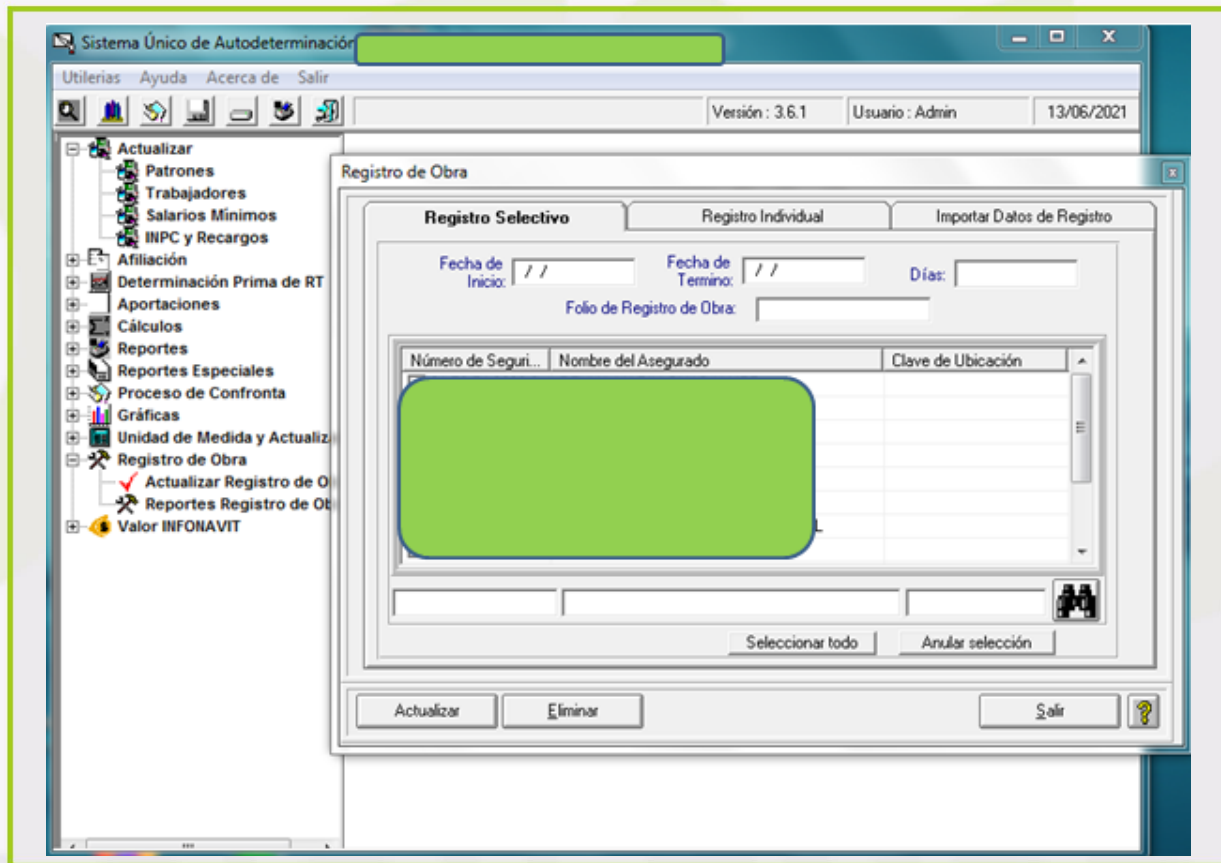 Sistema Único de Autodeterminación
Utilerias Ayuda Acerca de Salir
Versión : 3.6.1 Usuario : Admin 13/06/2021
Actualizar
Patrones
Trabajadores
Salarios Mínimos
INPC y Recargos
Afiliación
Determinación Prima de RT
Aportaciones
Cálculos
Reportes
Reportes Especiales
Proceso de Confronta
Gráficas
Unidad de Medida y Actualiz
Registro de Obra
Actualizar Registro de O
Reportes Registro de Ob
Valor INFONAVIT
Registro de Obra
Registro Selectivo Registro Individual Importar Datos de Registro
Fecha de Inicio: / / Fecha de Termino: / / Días:
Folio de Registro de Obra:
Número de Seguri... Nombre del Asegurado Clave de Ubicación
L
Seleccionar todo Anular selección
Actualizar Eliminar Salir ?